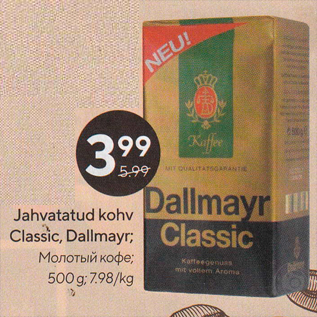 NEU!
Kaffee
MIT QUALITÄTSGARANTIE
Dallmayr
Classic
Kaffeegenuss
mit vollem Aroma
3 99
5.99
Jahvatatud kohv
Classic, Dallmayr;
Молотый кофе;
500 g; 7.98/kg